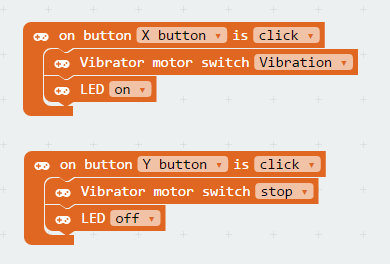 on button X button is click
Vibrator motor switch Vibration
LED on
on button Y button is click
Vibrator motor switch stop
LED off